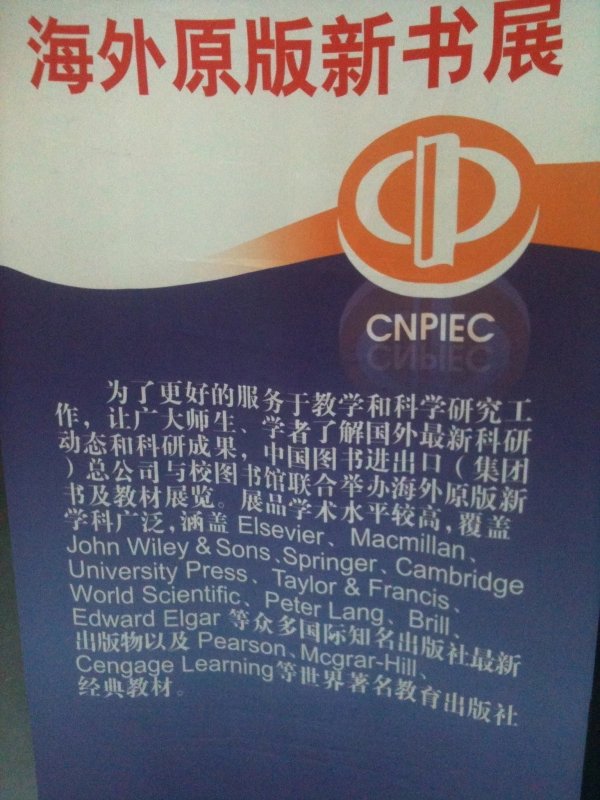 海外原版新书展
CNPIEC
为了更好的服务于教学和科学研究工
作，让广大师生、学者了解国外最新科研
动态和科研成果，中国图书进出口（集团
）总公司与校图书馆联合举办海外原版新
书及教材展览。展品学术水平较高，覆盖
学科广泛，涵盖 Elsevier、Macmillan、
John Wiley & Sons、Springer、Cambridge
University Press、Taylor & Francis、
World Scientific、Peter Lang、Brill、
Edward Elgar 等众多国际知名出版社最新
出版物以及 Pearson、Mcgrar-Hill、
Cengage Learning等世界著名教育出版社
经典教材。